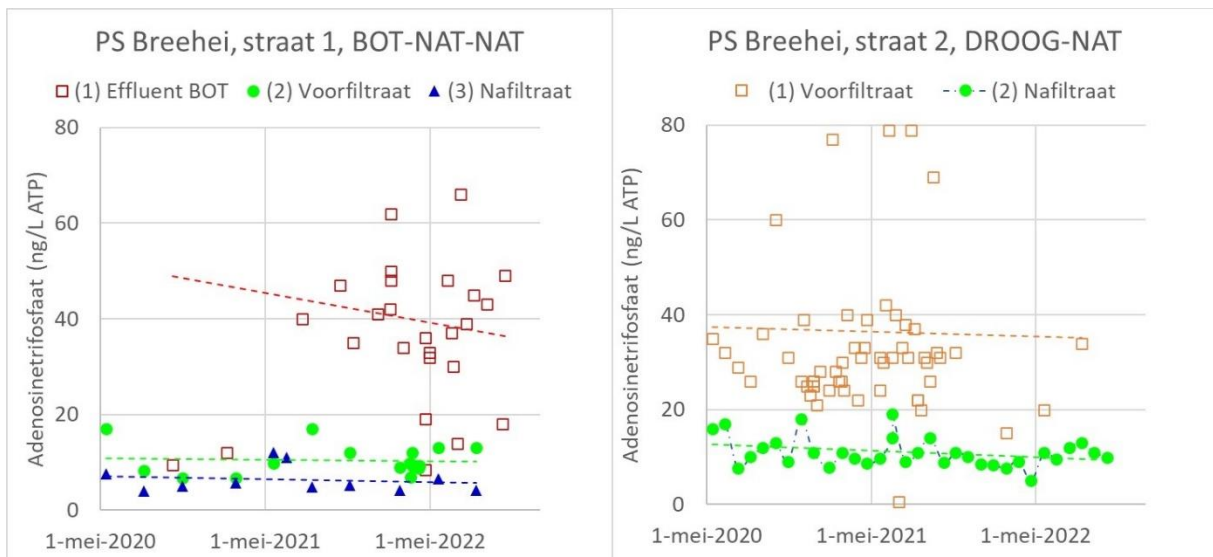 PS Breehei, straat 1, BOT-NAT-NAT
(1) Effluent BOT (2) Voorfiltraat (3) Nafiltraat
Adenosinetrifosfaat (ng/L ATP)
80
60
40
20
0
1-mei-2020 1-mei-2021 1-mei-2022
PS Breehei, straat 2, DROOG-NAT
(1) Voorfiltraat (2) Nafiltraat
Adenosinetrifosfaat (ng/L ATP)
80
60
40
20
0
1-mei-2020 1-mei-2021 1-mei-2022